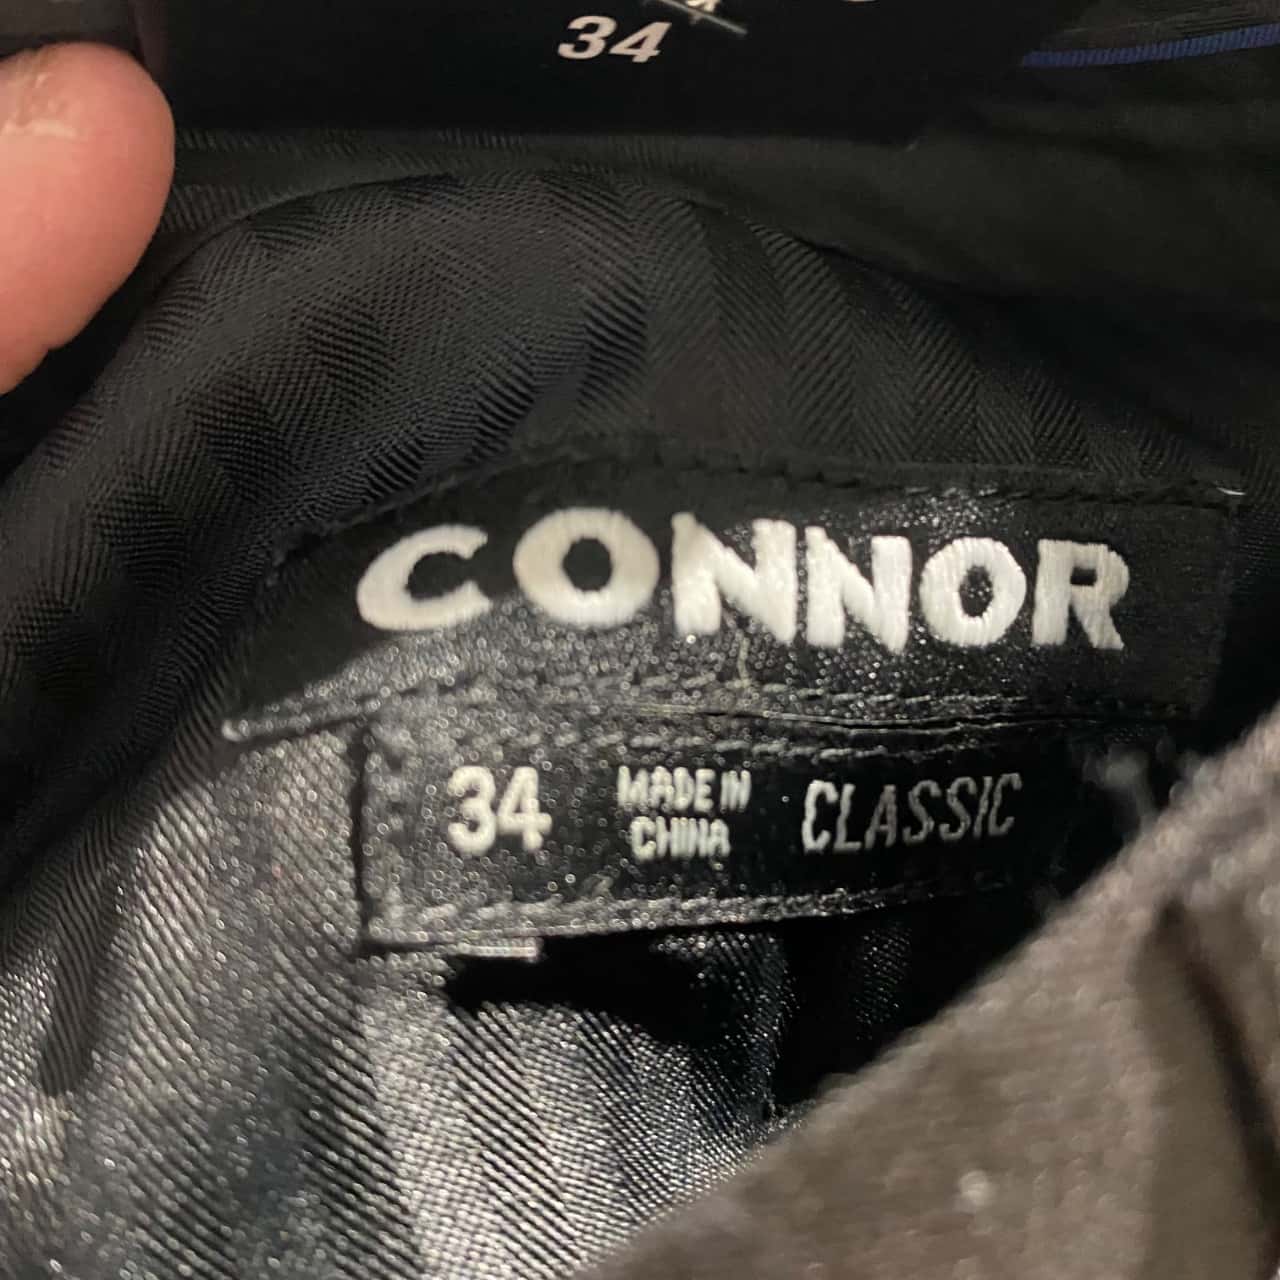 34
CONNOR
34 MADE IN CHINA CLASSIC